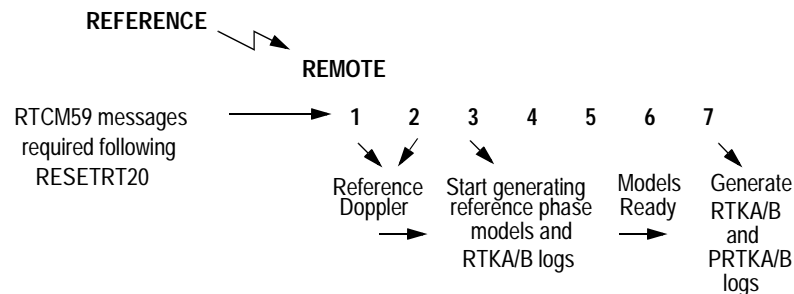 REFERENCE
REMOTE
RTCM59 messages
required following
RESETRT20
1 2 3 4 5 6 7
Reference
Doppler
Start generating
reference phase
models and
RTKA/B logs
Models
Ready
Generate
RTKA/B
and
PRTKA/B
logs